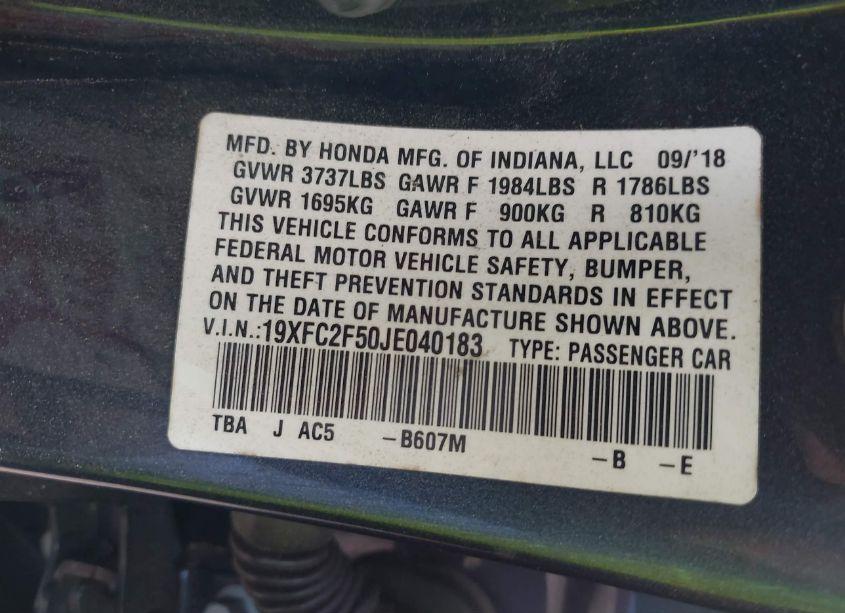 MFD. BY HONDA MFG. OF INDIANA, LLC 09/'18
GVWR 3737LBS GAWR F 1984LBS R 1786LBS
GVWR 1695KG GAWR F 900KG R 810KG
THIS VEHICLE CONFORMS TO ALL APPLICABLE
FEDERAL MOTOR VEHICLE SAFETY, BUMPER,
AND THEFT PREVENTION STANDARDS IN EFFECT
ON THE DATE OF MANUFACTURE SHOWN ABOVE.
V.I.N.:19XFC2F50JE040183 TYPE: PASSENGER CAR
TBA J AC5 -B607M -B -E